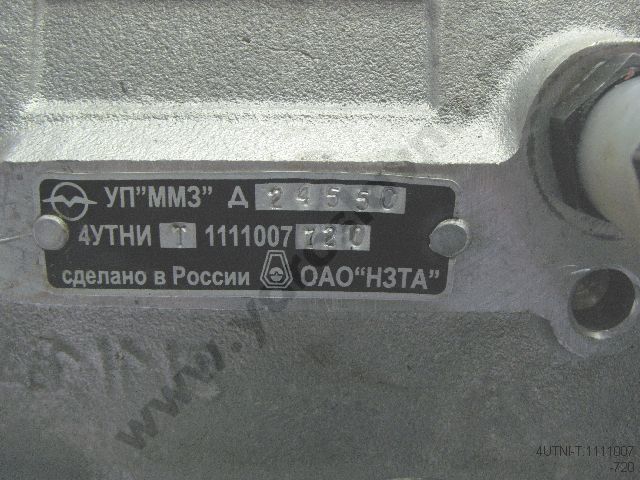 УП"ММЗ" Д 24550
4УТНИ Т 1111007 720
сделано в России ОАО"НЗТА"
4UTNI-T.1111007
-720